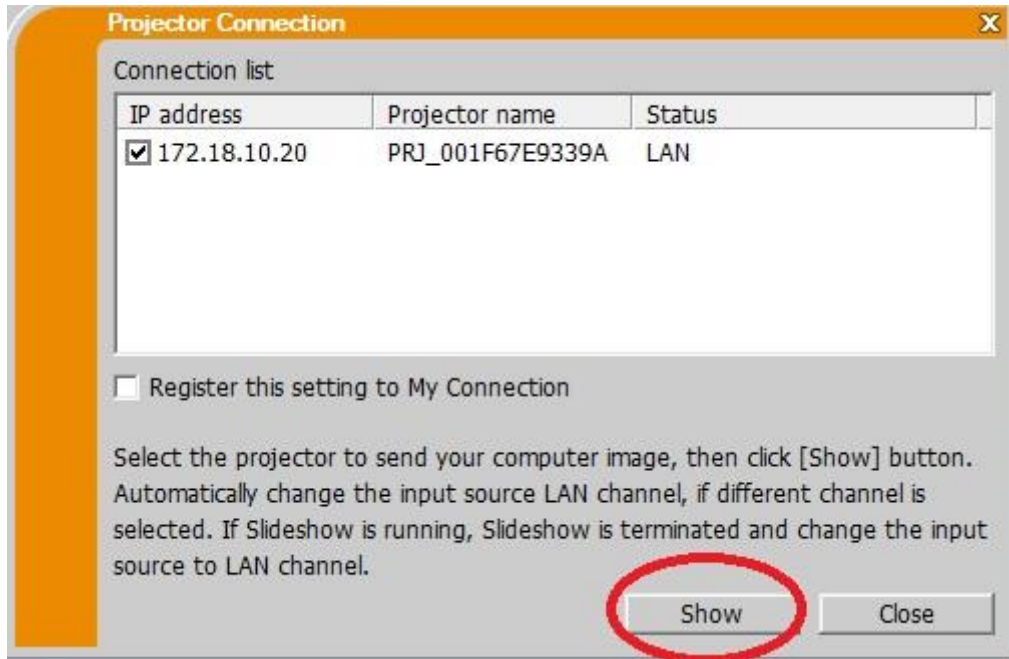 Projector Connection X
Connection list
IP address Projector name Status
172.18.10.20 PRJ_001F67E9339A LAN
Register this setting to My Connection
Select the projector to send your computer image, then click [Show] button.
Automatically change the input source LAN channel, if different channel is
selected. If Slideshow is running, Slideshow is terminated and change the input
source to LAN channel.
Show Close